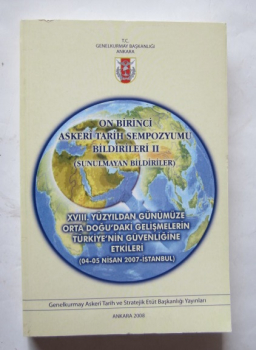 T.C.
GENELKURMAY BAŞKANLIĞI
ANKARA
ON BİRİNCİ
ASKERİ TARİH SEMPOZYUMU
BİLDİRİLERİ II
(SUNULMAYAN BİLDİRİLER)
XVIII. YÜZYILDAN GÜNÜMÜZE
ORTA DOĞU'DAKİ GELİŞMELERİN
TÜRKİYE'NİN GÜVENLİĞİNE
ETKİLERİ
(04-05 NİSAN 2007-İSTANBUL)
Genelkurmay Askeri Tarih ve Stratejik Etüt Başkanlığı Yayınları
ANKARA 2008